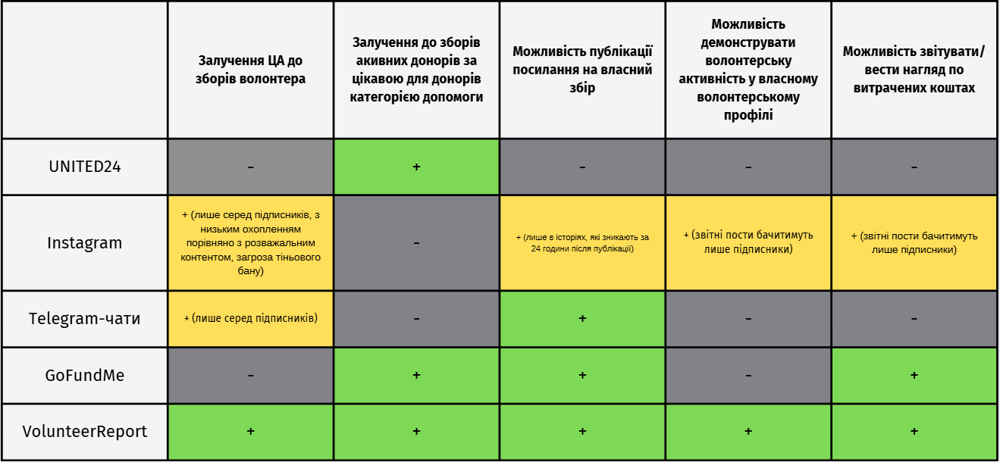 Залучення ЦА до
зборів волонтера
Залучення до зборів
акивних донорів за
цікавою для донорів
категорією допомоги
Можливість публікації
посилання на власний
збір
Можливість
демонструвати
волонтерську
активність у власному
волонтерському
профілі
Можливість звітувати/
вести нагляд по
витрачених коштах
UNITED24
-
+
-
-
-
Instagram
+ (лише серед підписників, з
низьким охопленням
порівняно з розважальним
контентом, загроза тіньового
бану)
-
+ (лише в історіях, які зникають за
24 години після публікації)
+ (звітні пости бачитимуть
лише підписники)
+ (звітні пости бачитимуть
лише підписники)
Telegram-чати
+ (лише серед підписників)
-
+
-
-
GoFundMe
-
+
+
-
+
VolunteerReport
+
+
+
+
+